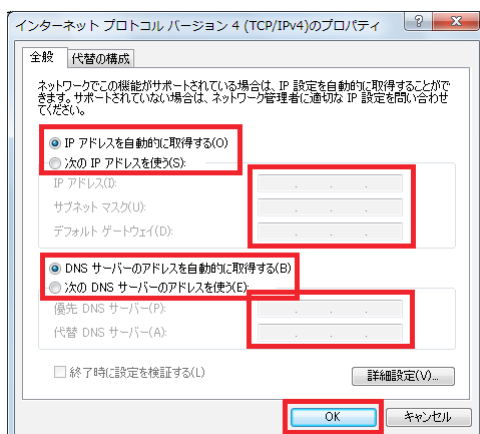 インターネット プロトコル バージョン 4 (TCP/IPv4)のプロパティ
全般
代替の構成
ネットワークでこの機能がサポートされている場合は、IP 設定を自動的に取得することがで
きます。サポートされていない場合は、ネットワーク管理者に適切な IP 設定を問い合わせ
てください。
IP アドレスを自動的に取得する(O)
次の IP アドレスを使う(S):
IP アドレス(I):
サブネット マスク(U):
デフォルト ゲートウェイ(D):
DNS サーバーのアドレスを自動的に取得する(B)
次の DNS サーバーのアドレスを使う(E):
優先 DNS サーバー(P):
代替 DNS サーバー(A):
終了時に設定を検証する(L)
詳細設定(V)...
OK
キャンセル